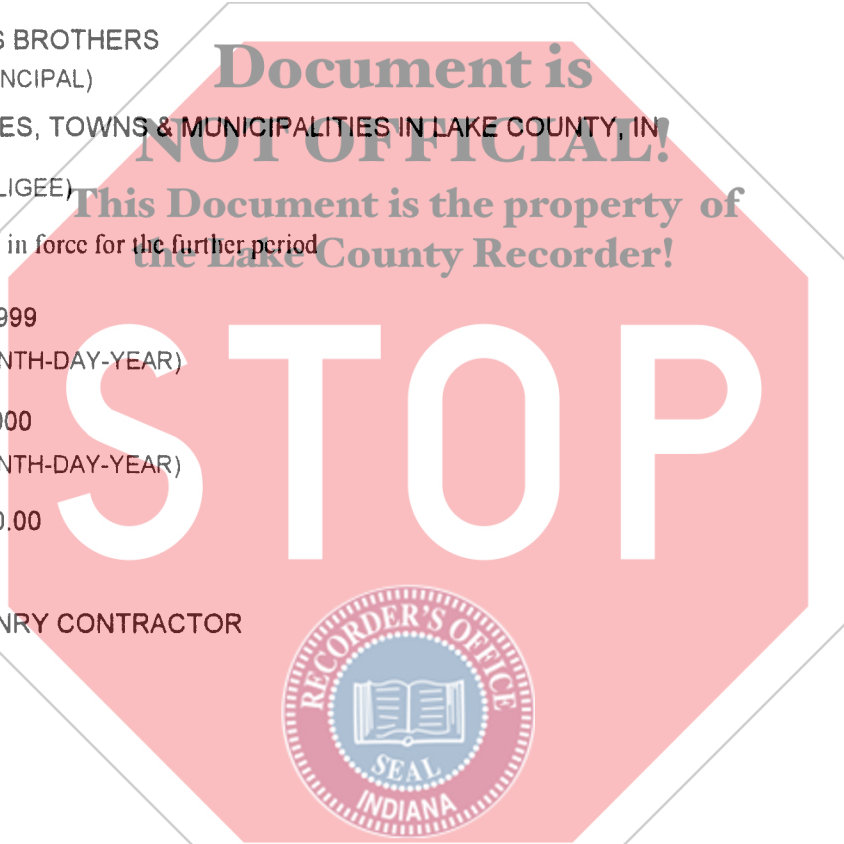 S BROTHERS
Document is
NCIPAL)
ES, TOWNS & MUNICIPALITIES IN LAKE COUNTY, IN
NOT OFFICIAL!
LIGEE)
This Document is the property of
in force for the further period
the Lake County Recorder!
999
NTH-DAY-YEAR)
STOP
000
NTH-DAY-YEAR)
0.00
NRY CONTRACTOR
RECORDER'S OFFICE
SEAL
INDIANA